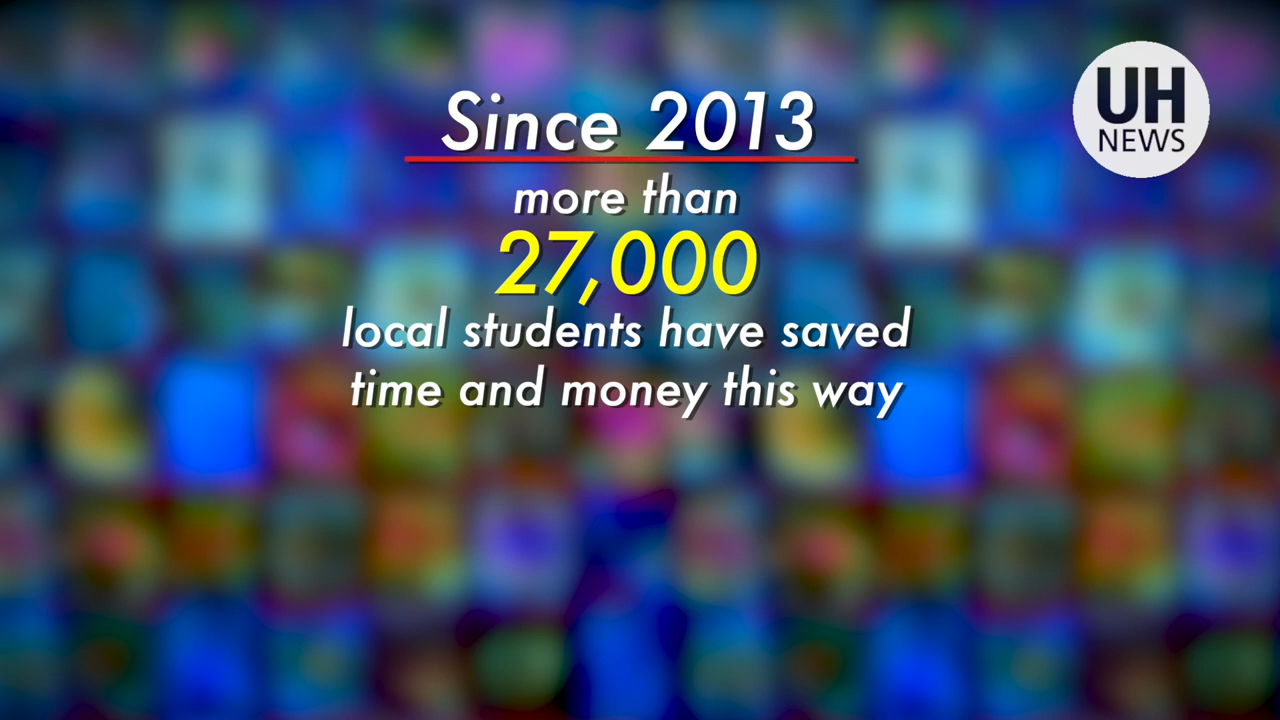 Since 2013
more than
27,000
local students have saved
time and money this way
UH
NEWS